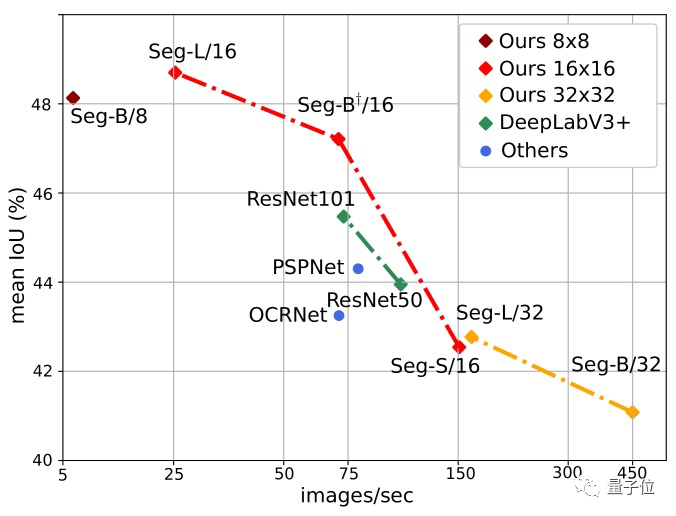 Seg-L/16
Seg-B†/16
Seg-B/8
ResNet101
PSPNet
ResNet50
OCRNet
Seg-L/32
Seg-S/16
Seg-B/32
Ours 8x8
Ours 16x16
Ours 32x32
DeepLabV3+
Others
mean IoU (%)
48
46
44
42
40
5 25 50 75 150 300 450
images/sec
量子位